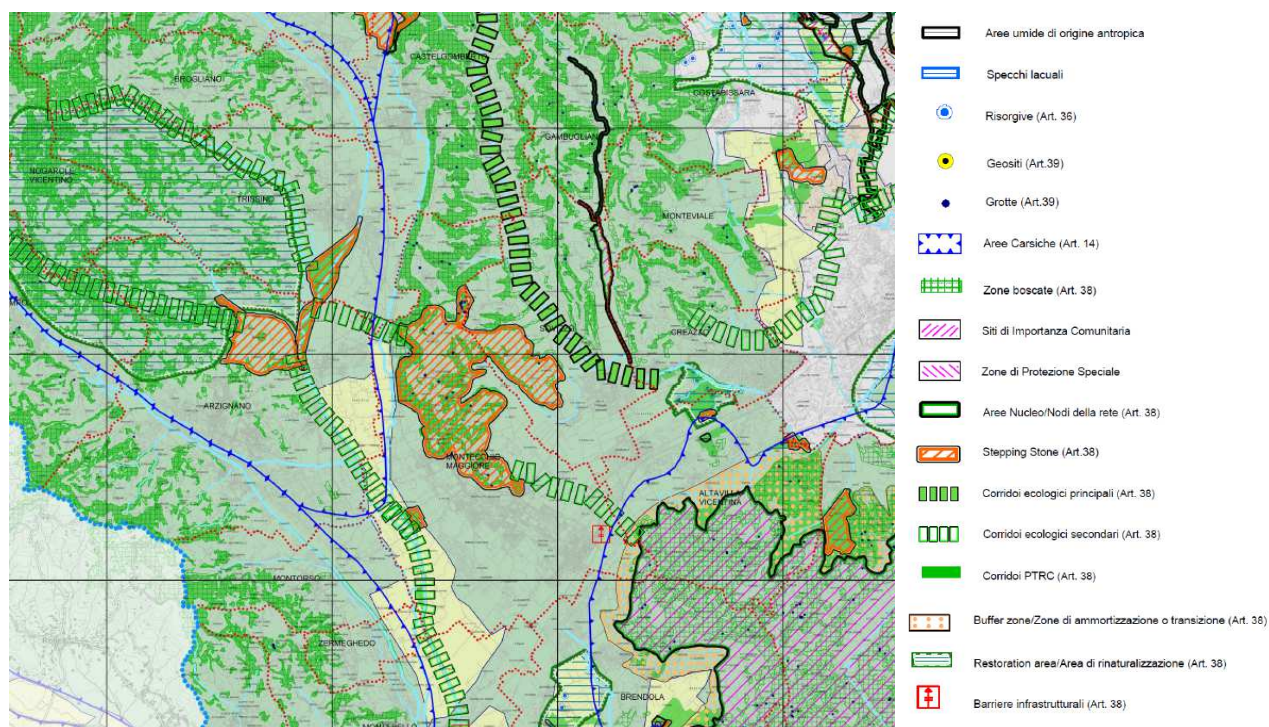 CASTELGOMBERTO
BROGLIANO
COSTABISSARA
GAMBUGLIANO
NOGAROLE
VICENTINO
TRISSINO
MONTEVIALE
SOVIZZO
CREAZZO
ARZIGNANO
MONTECCHIO
MAGGIORE
ALTAVILLA
VICENTINA
MONTORSO
ZERMEGHEDO
BRENDOLA
Aree umide di origine antropica
Specchi lacuali
Risorgive (Art. 36)
Geositi (Art.39)
Grotte (Art.39)
Aree Carsiche (Art. 14)
Zone boscate (Art. 38)
Siti di Importanza Comunitaria
Zone di Protezione Speciale
Aree Nucleo/Nodi della rete (Art. 38)
Stepping Stone (Art.38)
Corridoi ecologici principali (Art. 38)
Corridoi ecologici secondari (Art. 38)
Corridoi PTRC (Art. 38)
Buffer zone/Zone di ammortizzazione o transizione (Art. 38)
Restoration area/Area di rinaturalizzazione (Art. 38)
Barriere infrastrutturali (Art. 38)